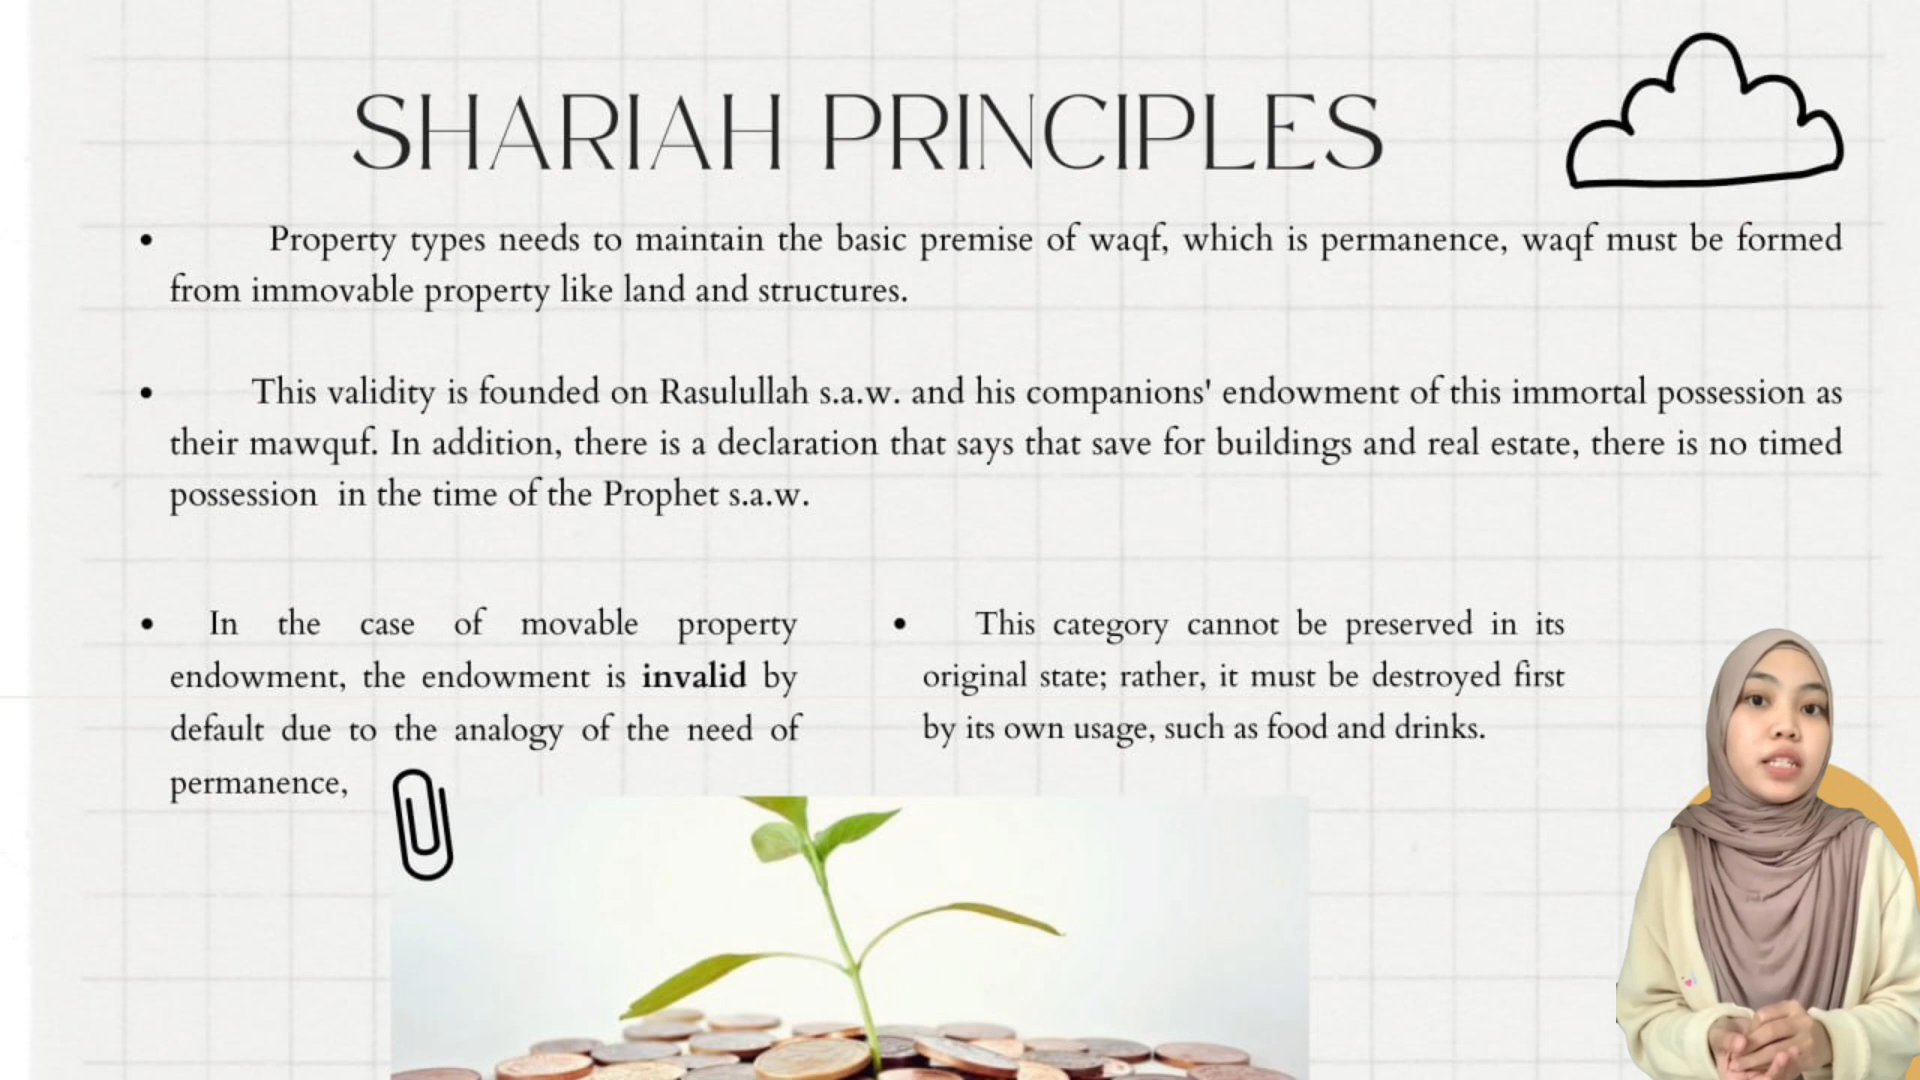 SHARIAH PRINCIPLES
• Property types needs to maintain the basic premise of waqf, which is permanence, waqf must be formed
from immovable property like land and structures.
• This validity is founded on Rasulullah s.a.w. and his companions' endowment of this immortal possession as
their mawquf. In addition, there is a declaration that says that save for buildings and real estate, there is no timed
possession in the time of the Prophet s.a.w.
• In the case of movable property
endowment, the endowment is invalid by
default due to the analogy of the need of
permanence,
• This category cannot be preserved in its
original state; rather, it must be destroyed first
by its own usage, such as food and drinks.